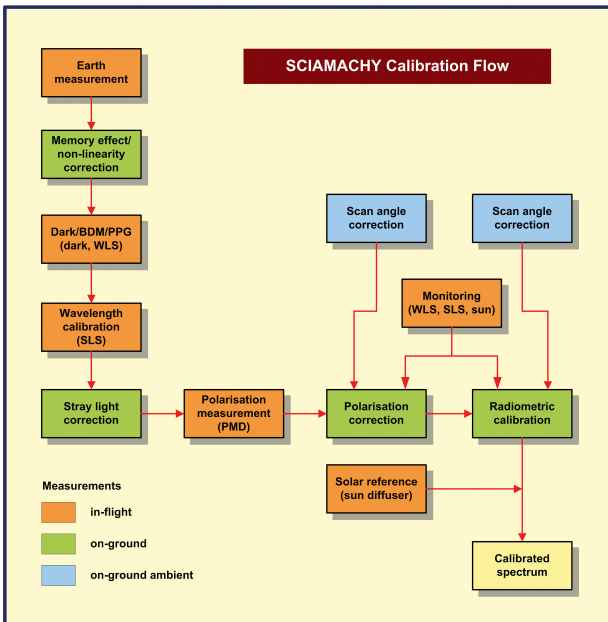 SCIAMACHY Calibration Flow
Earth
measurement
Memory effect/
non-linearity
correction
Dark/BDM/PPG
(dark, WLS)
Wavelength
calibration
(SLS)
Stray light
correction
Polarisation
measurement
(PMD)
Scan angle
correction
Scan angle
correction
Monitoring
(WLS, SLS, sun)
Polarisation
correction
Radiometric
calibration
Solar reference
(sun diffuser)
Calibrated
spectrum
Measurements
in-flight
on-ground
on-ground ambient